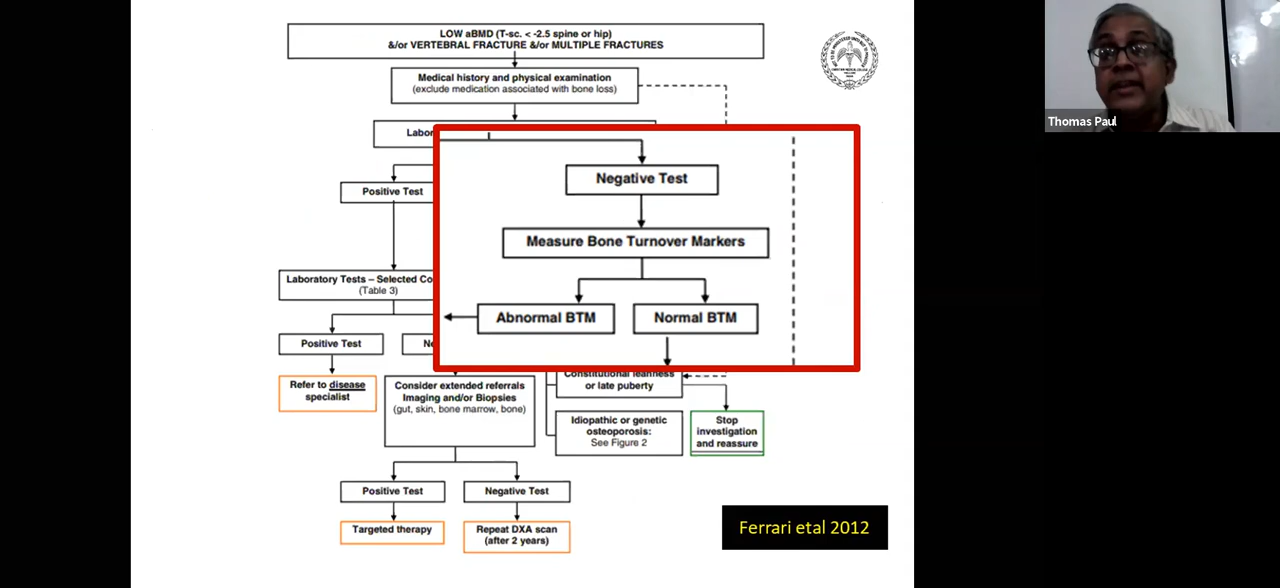 LOW aBMD (T-sc. < -2.5 spine or hip)
&/or VERTEBRAL FRACTURE &/or MULTIPLE FRACTURES
Medical history and physical examination
(exclude medication associated with bone loss)
Labor
Positive Test
Negative Test
Measure Bone Turnover Markers
Abnormal BTM
Normal BTM
Laboratory Tests – Selected Co
(Table 3)
Positive Test
Ne
Refer to disease
specialist
Consider extended referrals
Imaging and/or Biopsies
(gut, skin, bone marrow, bone)
Constitutional leanness
or late puberty
Idiopathic or genetic
osteoporosis:
See Figure 2
Stop
investigation
and reassure
Positive Test
Negative Test
Targeted therapy
Repeat DXA scan
(after 2 years)
Ferrari etal 2012
Thomas Paul